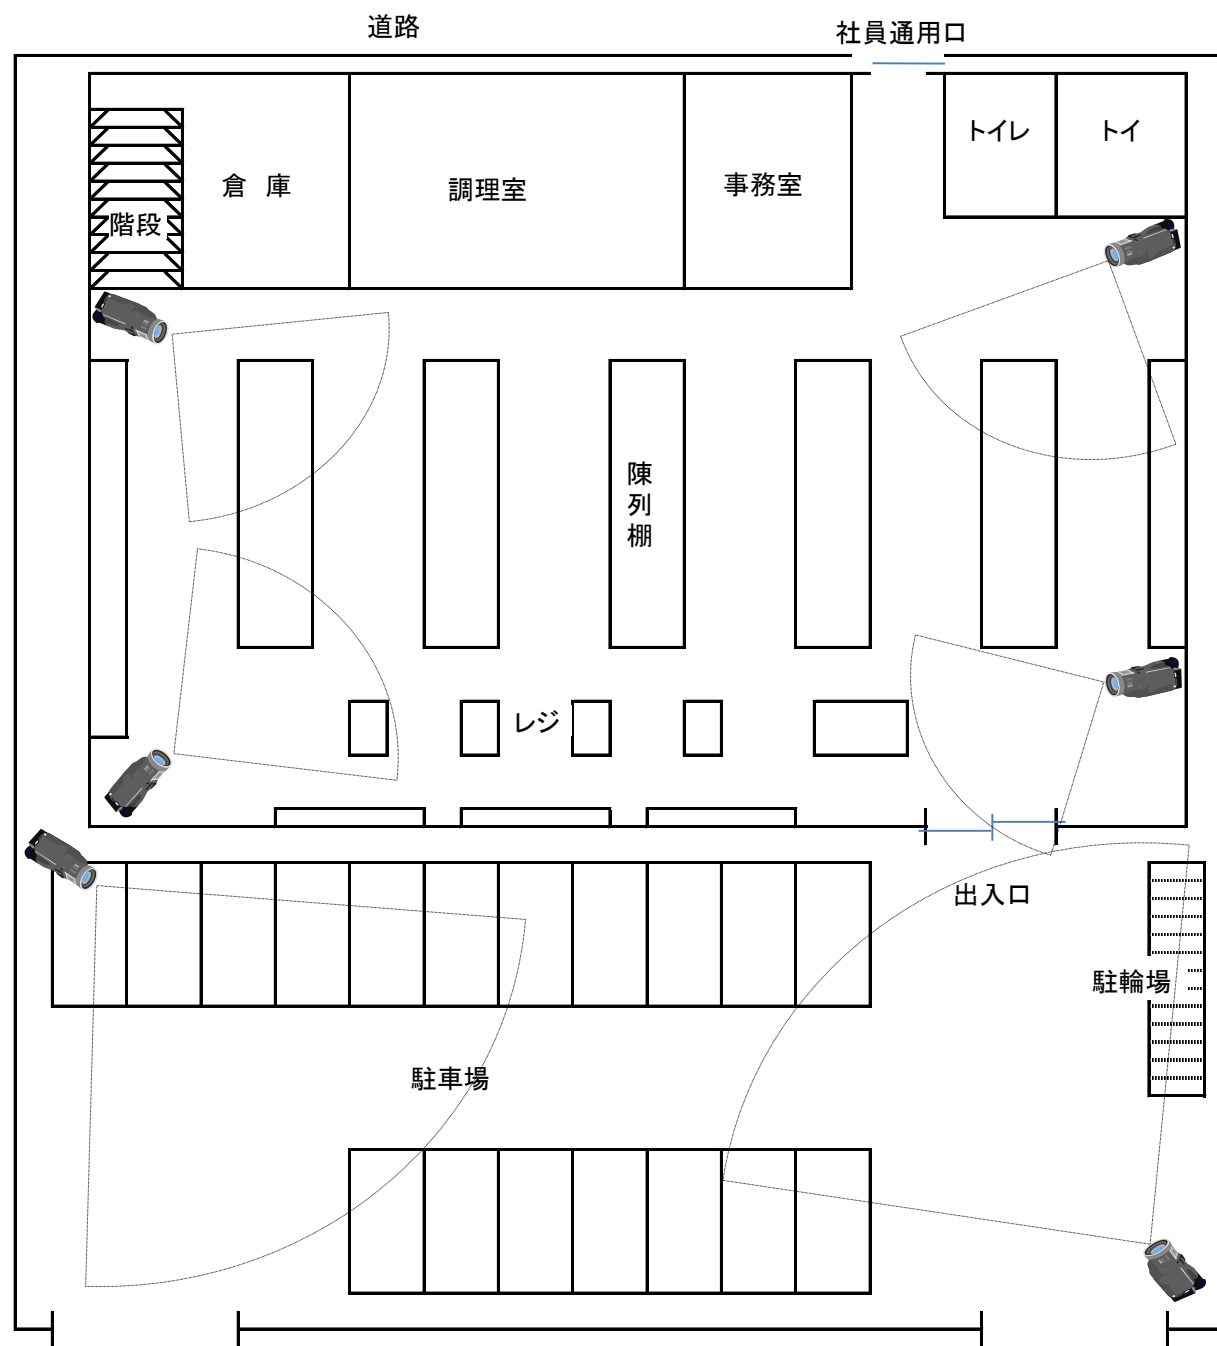 道路
社員通用口
トイレ
トイ
倉 庫
調理室
事務室
階段
陳
列
棚
レジ
出入口
駐輪場
駐車場